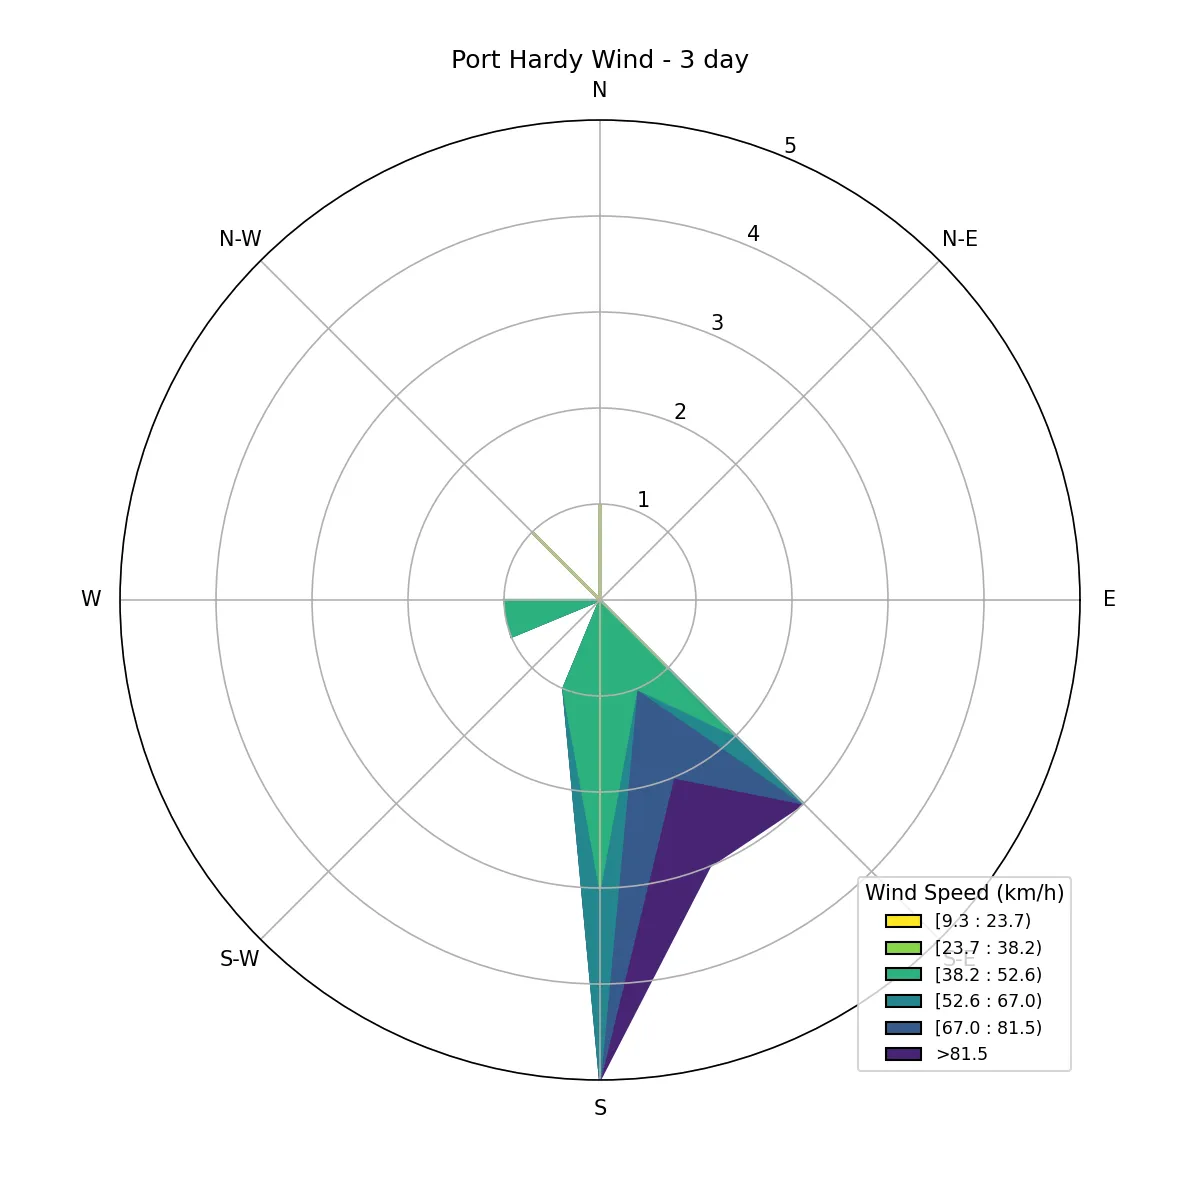 Port Hardy Wind - 3 day
N
5
N-W
4
N-E
3
2
1
W
E
Wind Speed (km/h)
[9.3 : 23.7)
[23.7 : 38.2)
S-W
S-E
[38.2 : 52.6)
[52.6 : 67.0)
[67.0 : 81.5)
>81.5
S